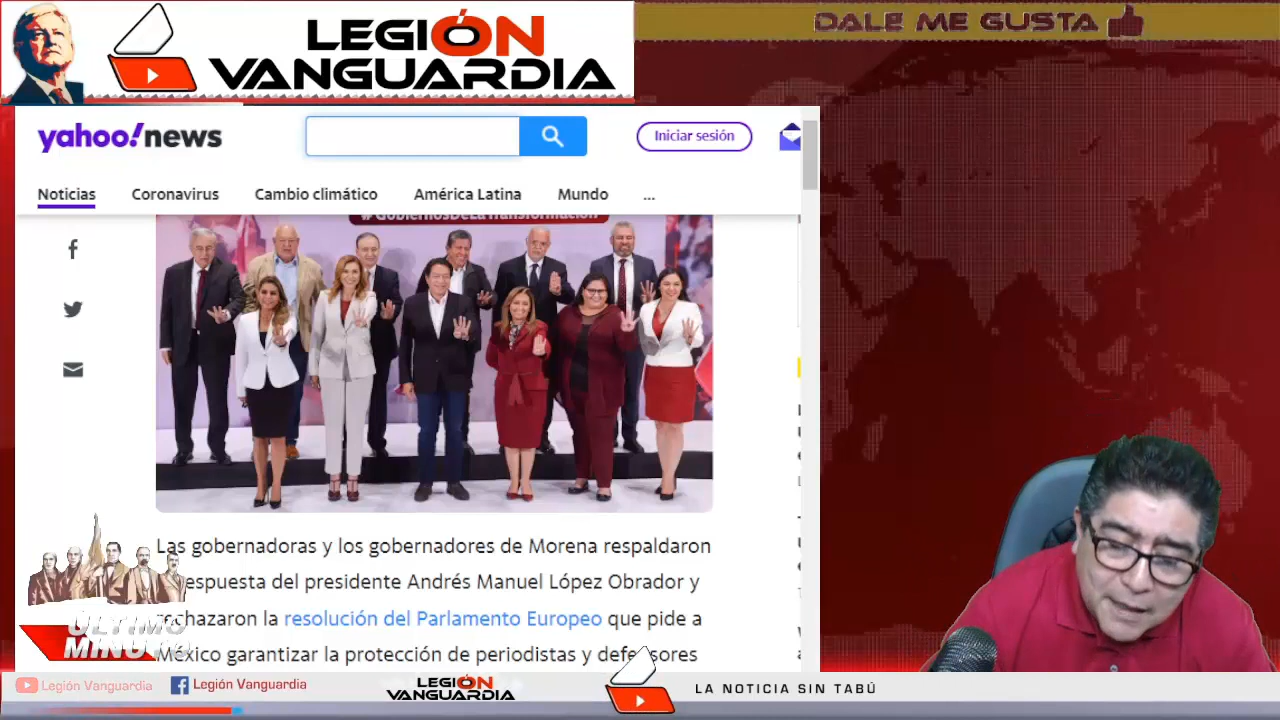 LEGIÓN
VANGUARDIA
DALE ME GUSTA
yahoo!news
Iniciar sesión
Noticias
Coronavirus
Cambio climático
América Latina
Mundo
...
#GobiernosDeLaTransformación
Las gobernadoras y los gobernadores de Morena respaldaron
espuesta del presidente Andrés Manuel López Obrador y
rechazaron la resolución del Parlamento Europeo que pide a
México garantizar la protección de periodistas y defensores
ÚLTIMO
MINUTO
Legión Vanguardia
Legión Vanguardia
LEGIÓN
VANGUARDIA
LA NOTICIA SIN TABÚ